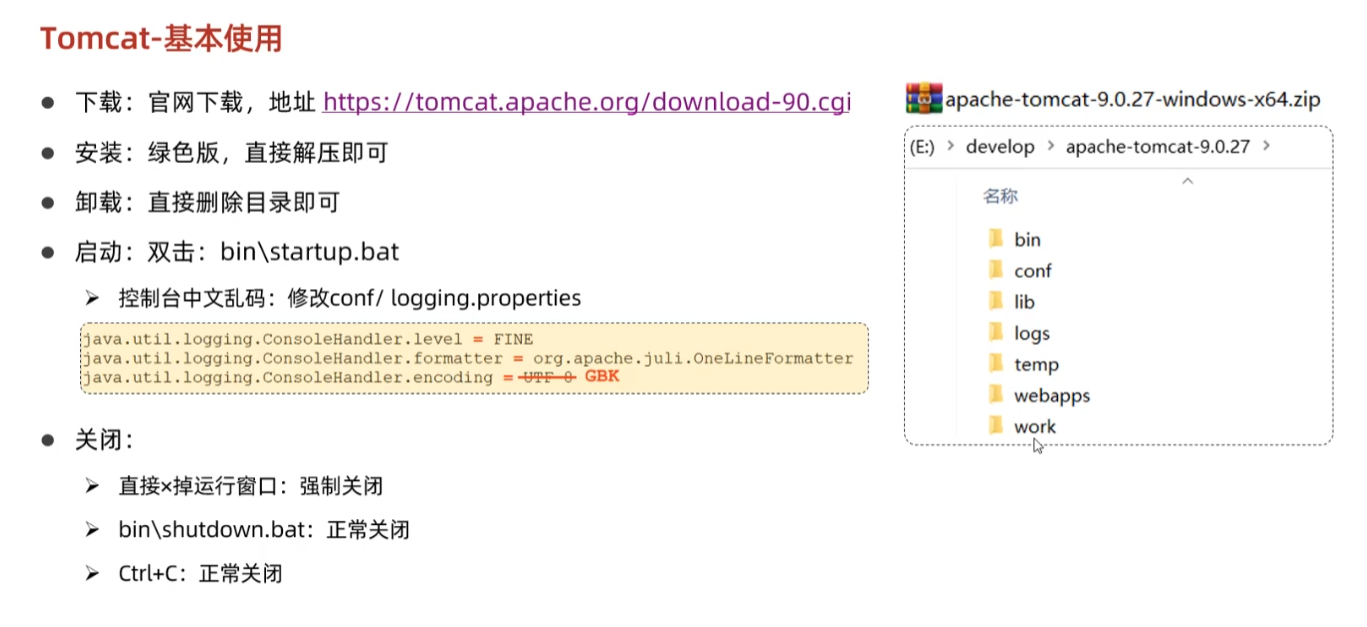 Tomcat-基本使用
● 下载：官网下载，地址 https://tomcat.apache.org/download-90.cgi
● 安装：绿色版，直接解压即可
● 卸载：直接删除目录即可
● 启动：双击：bin\startup.bat
➢ 控制台中文乱码：修改conf/ logging.properties
java.util.logging.ConsoleHandler.level = FINE
java.util.logging.ConsoleHandler.formatter = org.apache.juli.OneLineFormatter
java.util.logging.ConsoleHandler.encoding = UTF-8 GBK
● 关闭：
➢ 直接×掉运行窗口：强制关闭
➢ bin\shutdown.bat：正常关闭
➢ Ctrl+C：正常关闭
apache-tomcat-9.0.27-windows-x64.zip
(E:) > develop > apache-tomcat-9.0.27 >
名称
bin
conf
lib
logs
temp
webapps
work